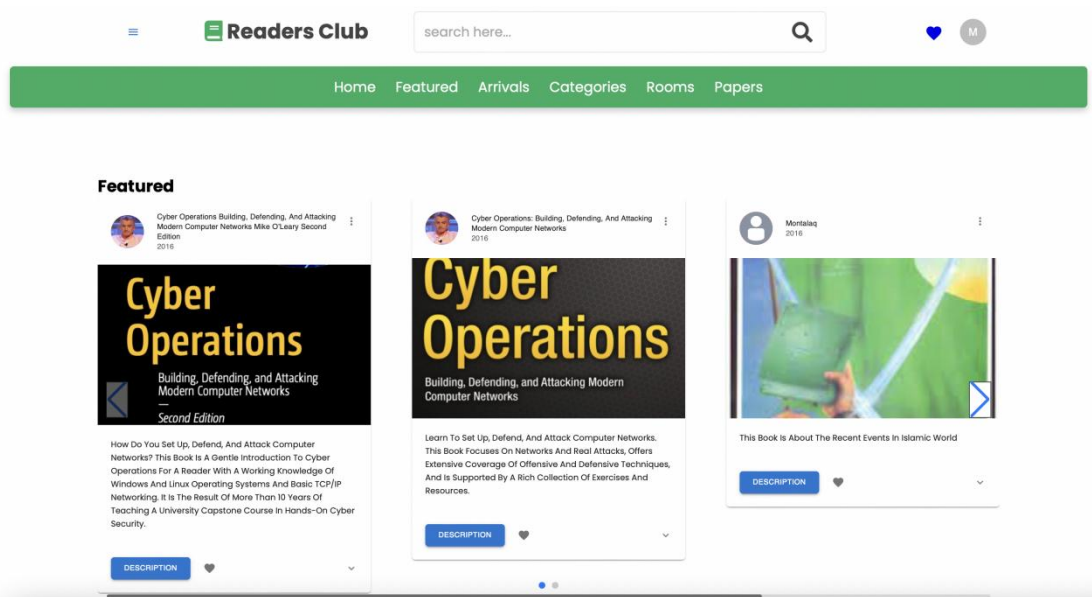 Readers Club
search here...
M
Home Featured Arrivals Categories Rooms Papers
Featured
Cyber Operations Building, Defending, And Attacking
Modern Computer Networks Mike O'Leary Second
Edition
2016
Cyber
Operations
Building, Defending, and Attacking
Modern Computer Networks
Second Edition
How Do You Set Up, Defend, And Attack Computer
Networks? This Book Is A Gentle Introduction To Cyber
Operations For A Reader With A Working Knowledge Of
Windows And Linux Operating Systems And Basic TCP/IP
Networking. It Is The Result Of More Than 10 Years Of
Teaching A University Capstone Course In Hands-On Cyber
Security.
DESCRIPTION
Cyber Operations: Building, Defending, And Attacking
Modern Computer Networks
2016
Cyber
Operations
Building, Defending, and Attacking Modern
Computer Networks
Learn To Set Up, Defend, And Attack Computer Networks.
This Book Focuses On Networks And Real Attacks, Offers
Extensive Coverage Of Offensive And Defensive Techniques,
And Is Supported By A Rich Collection Of Exercises And
Resources.
DESCRIPTION
Montalaq
2016
This Book Is About The Recent Events In Islamic World
DESCRIPTION